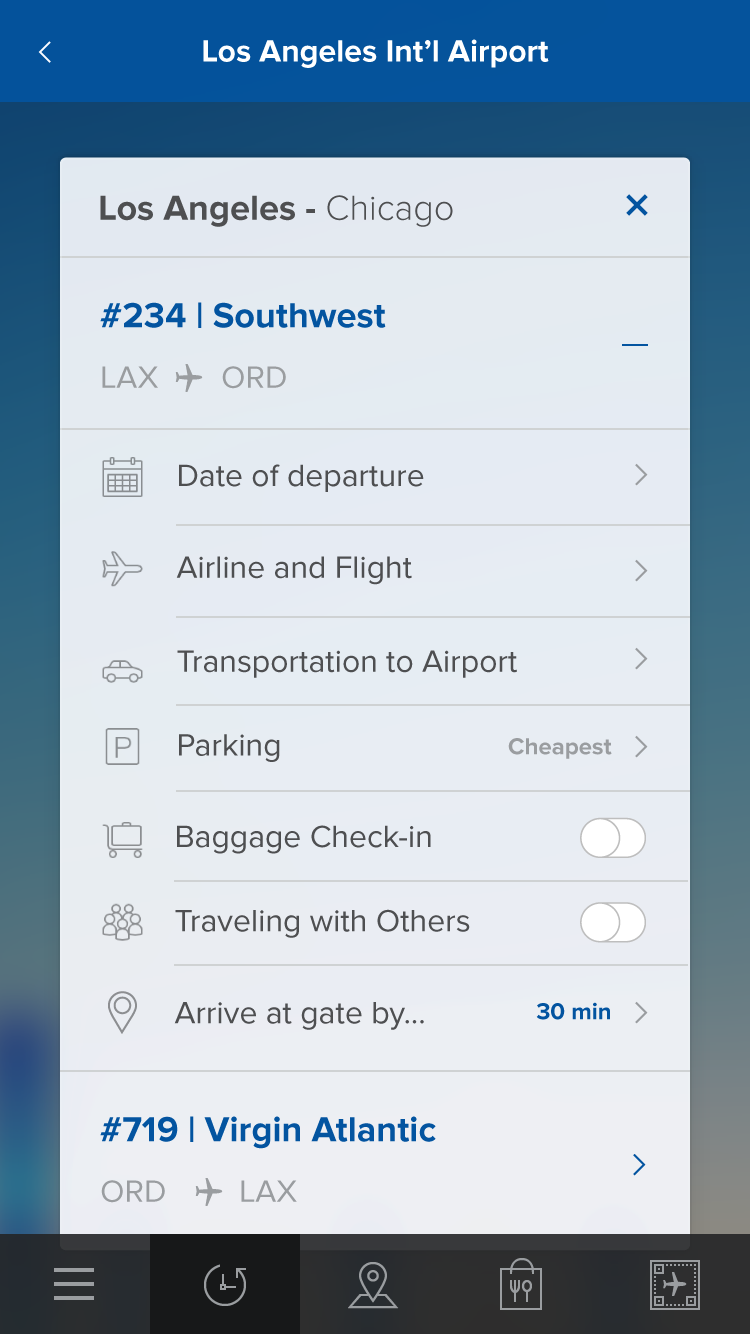 Los Angeles Int’l Airport
Los Angeles - Chicago
#234 | Southwest
LAX ORD
Date of departure
Airline and Flight
Transportation to Airport
P Parking Cheapest
Baggage Check-in
Traveling with Others
Arrive at gate by... 30 min
#719 | Virgin Atlantic
ORD LAX